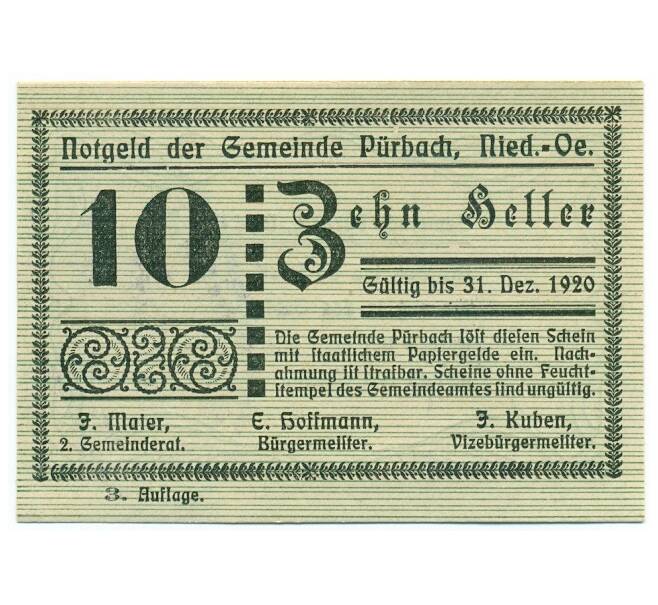 Notgeld der Gemeinde Pürbach, Nied.-Oe.
10 Zehn Heller
Gültig bis 31. Dez. 1920
Die Gemeinde Pürbach löst diesen Schein
mit staatlichem Papiergelde ein. Nach-
ahmung ist strafbar. Scheine ohne Feucht-
stempel des Gemeindeamtes sind ungültig.
J. Maier,
2. Gemeinderat.
E. Hoffmann,
Bürgermeister.
J. Kuben,
Vizebürgermeister.
3. Auflage.